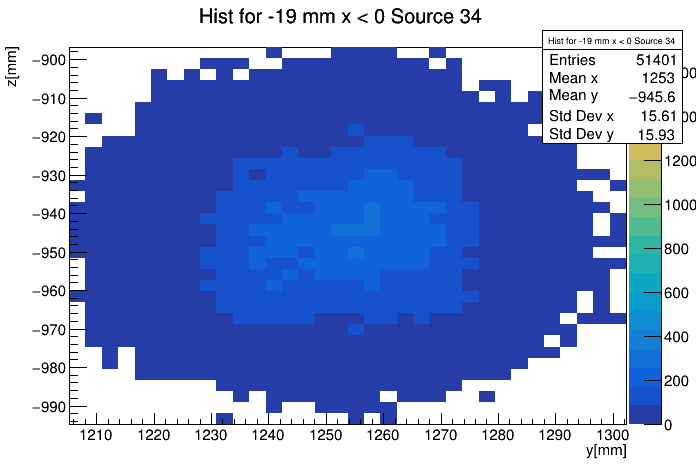 Hist for -19 mm x < 0 Source 34
Hist for -19 mm x < 0 Source 34
Entries 51401
Mean x 1253
Mean y −945.6
Std Dev x 15.61
Std Dev y 15.93
z[mm]
−900
−910
−920
−930
−940
−950
−960
−970
−980
−990
1210 1220 1230 1240 1250 1260 1270 1280 1290 1300
y[mm]
1200
1000
800
600
400
200
0